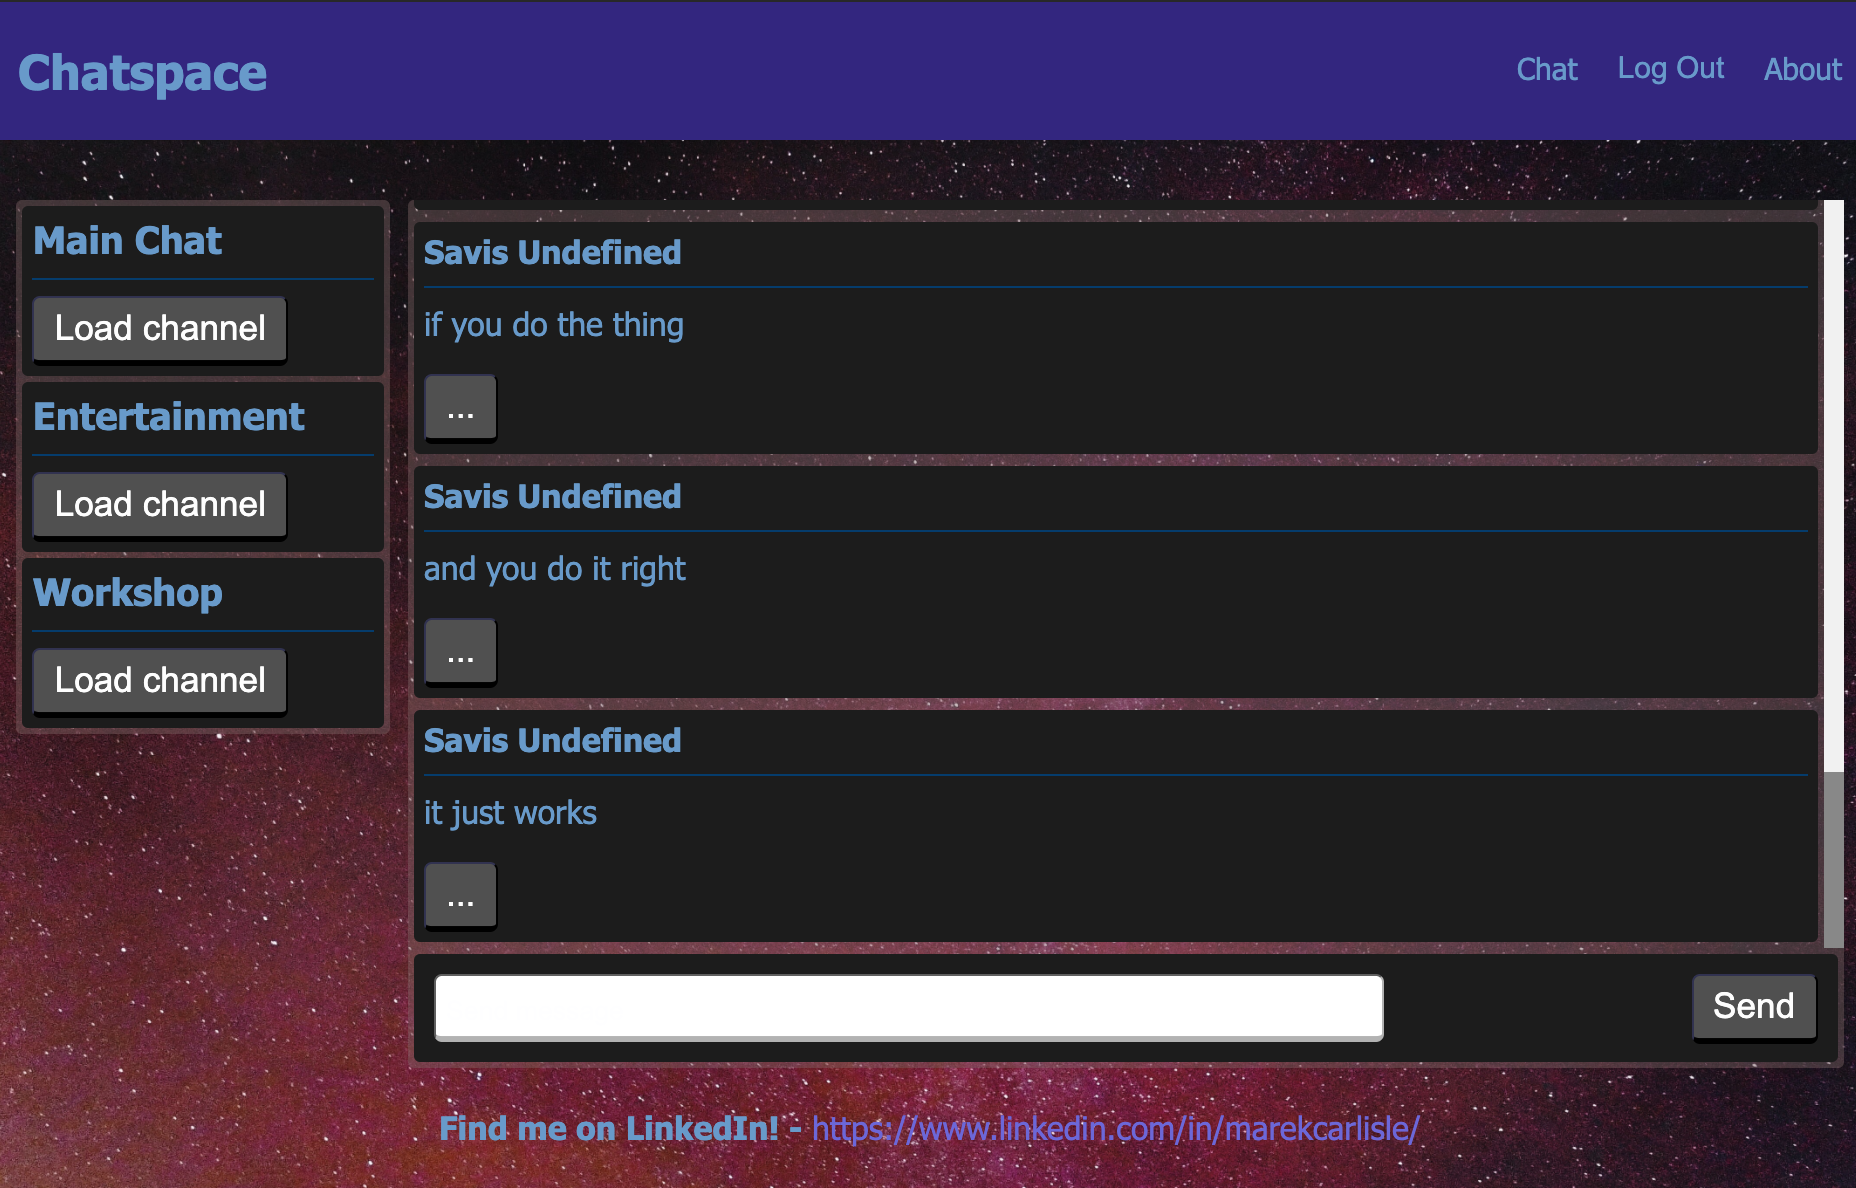 Chatspace
Chat Log Out About
Main Chat
Load channel
Entertainment
Load channel
Workshop
Load channel
Savis Undefined
if you do the thing
...
Savis Undefined
and you do it right
...
Savis Undefined
it just works
...
Send
Find me on LinkedIn! - https://www.linkedin.com/in/marekcarlisle/